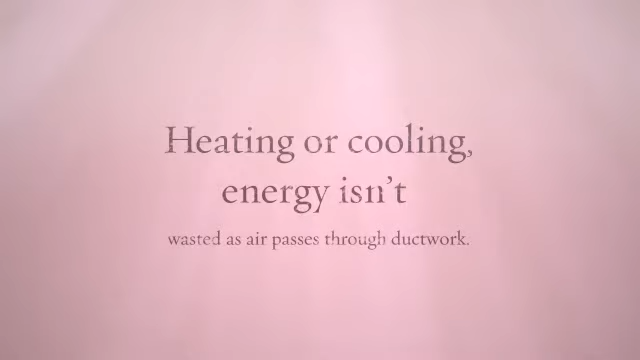 Heating or cooling,
energy isn’t
wasted as air passes through ductwork.